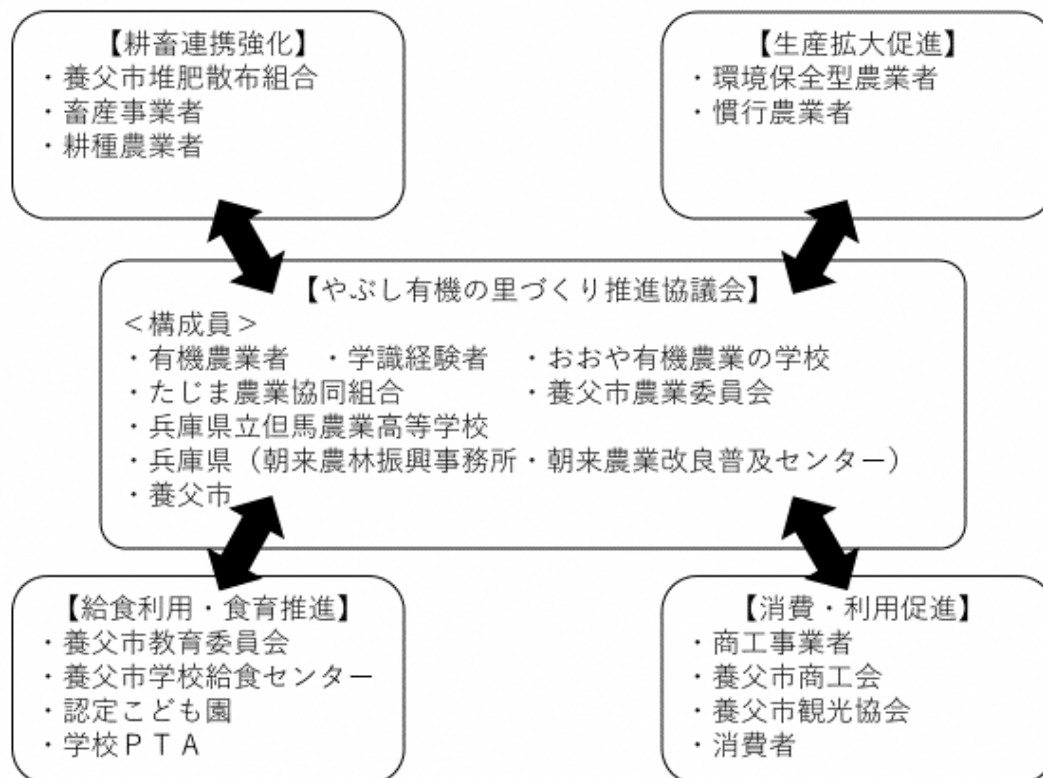 【耕畜連携強化】
・養父市堆肥散布組合
・畜産事業者
・耕種農業者
【生産拡大促進】
・環境保全型農業者
・慣行農業者
【やぶし有機の里づくり推進協議会】
＜構成員＞
・有機農業者　・学識経験者　・おおや有機農業の学校
・たじま農業協同組合　・養父市農業委員会
・兵庫県立但馬農業高等学校
・兵庫県（朝来農林振興事務所・朝来農業改良普及センター）
・養父市
【給食利用・食育推進】
・養父市教育委員会
・養父市学校給食センター
・認定こども園
・学校ＰＴＡ
【消費・利用促進】
・商工事業者
・養父市商工会
・養父市観光協会
・消費者